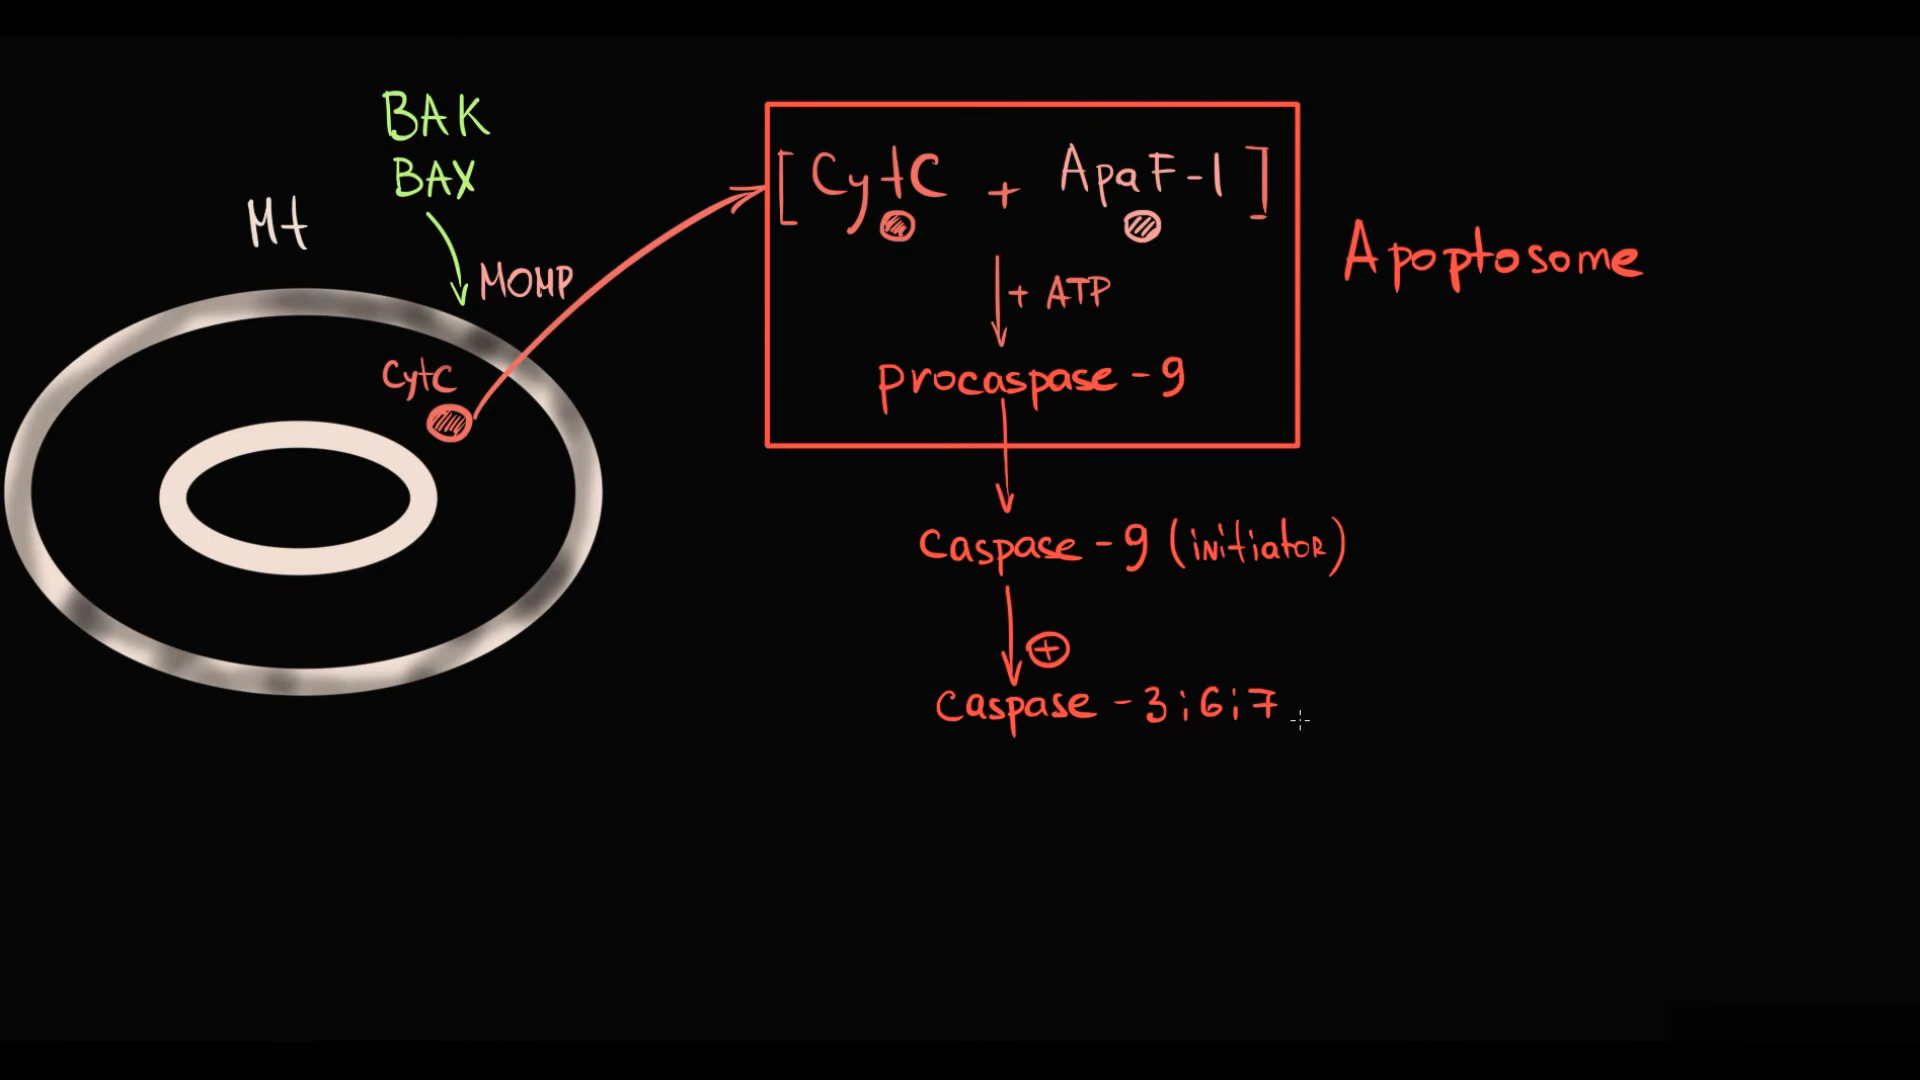 BAK
BAX
Mt
MOMP
CytC
[CytC + ApaF-1]
+ ATP
procaspase-9
Apoptosome
caspase-9 (initiator)
+
caspase-3;6;7